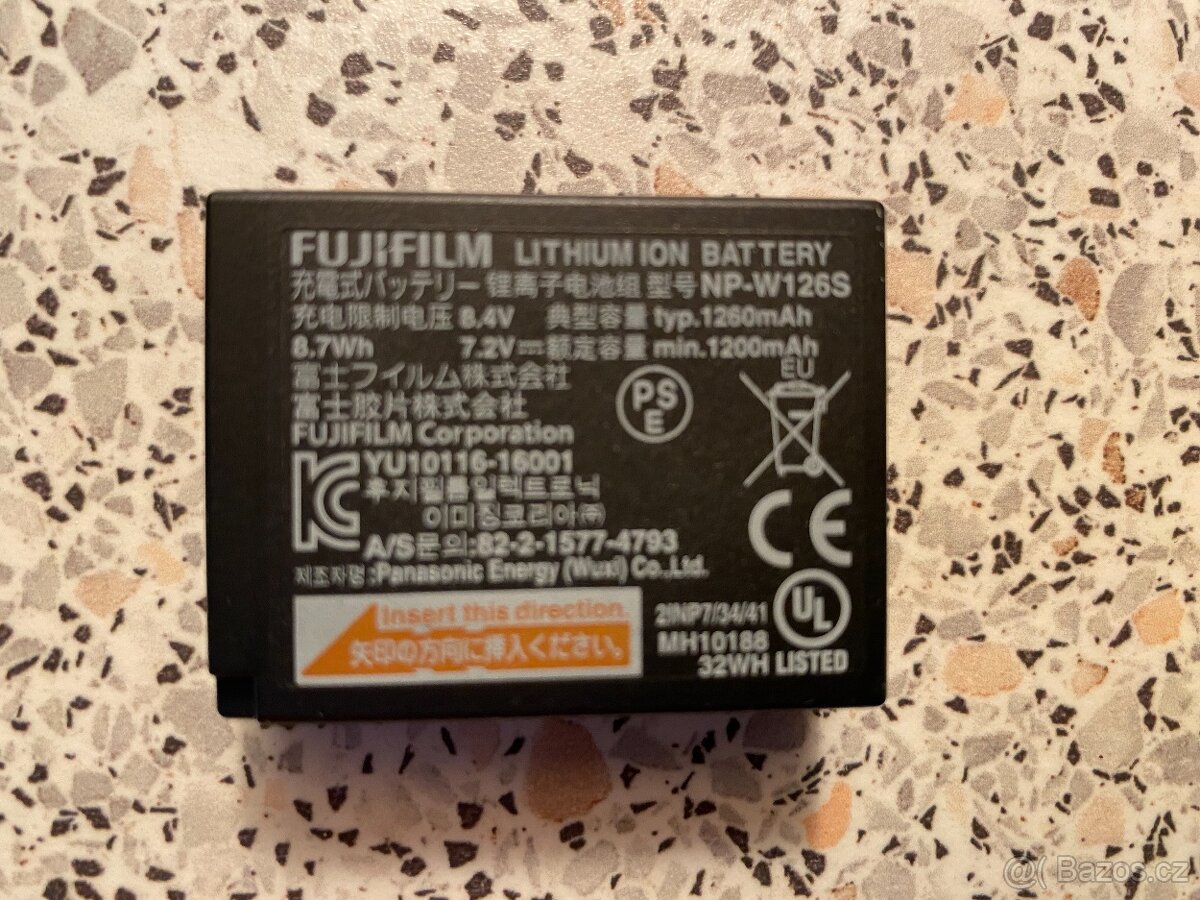 FUJIFILM LITHIUM ION BATTERY
充電式バッテリー 锂离子电池组 型号 NP-W126S
充电限制电压 8.4V 典型容量 typ.1260mAh
8.7Wh 7.2V⎓额定容量 min.1200mAh
富士フイルム株式会社
富士胶片株式会社
FUJIFILM Corporation
PS
E
EU
YU10116-16001
후지필름일렉트로닉
이미징코리아㈜
A/S문의:82-2-1577-4793
제조자명:Panasonic Energy (Wuxi) Co.,Ltd.
CE
Insert this direction.
矢印の方向に挿入ください。
2INP7/34/41
MH10188
32WH LISTED
UL
@( Bazos.cz